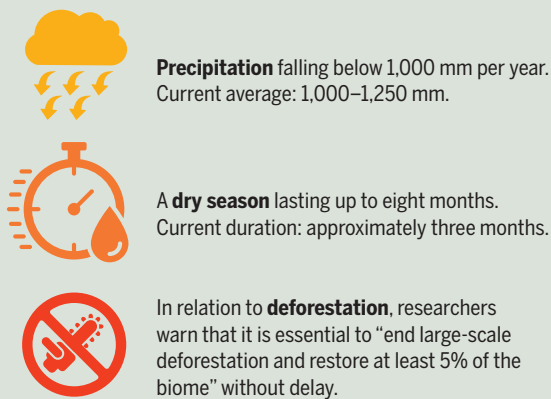 Precipitation falling below 1,000 mm per year.
Current average: 1,000–1,250 mm.
A dry season lasting up to eight months.
Current duration: approximately three months.
In relation to deforestation, researchers
warn that it is essential to “end large-scale
deforestation and restore at least 5% of the
biome” without delay.